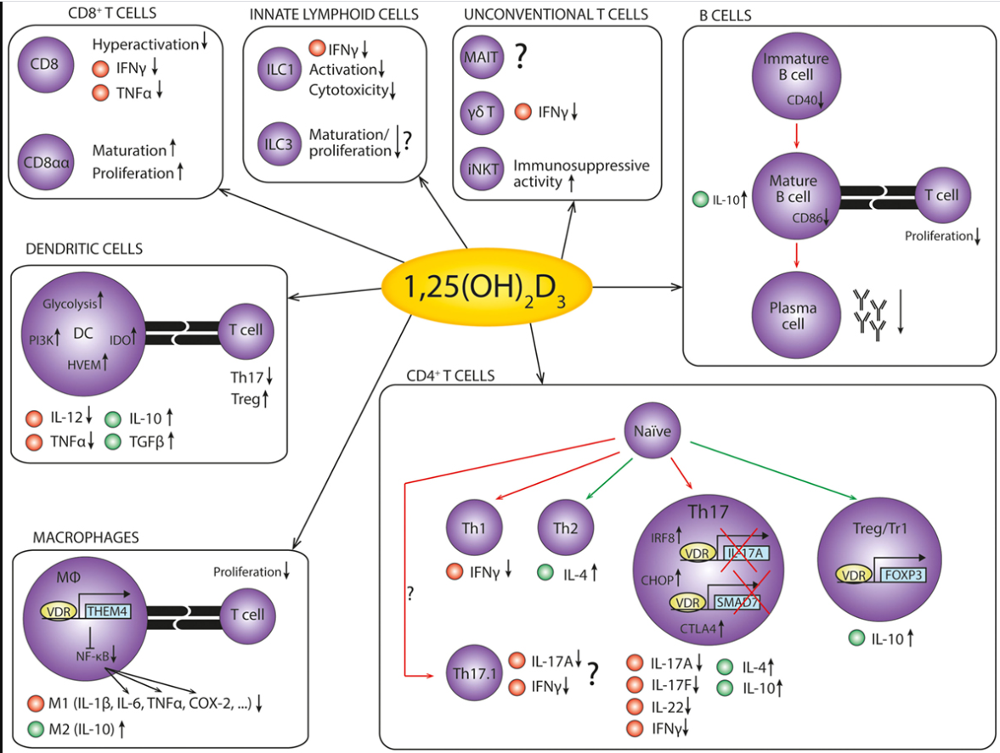 CD8⁺ T CELLS
CD8
Hyperactivation↓
IFNγ ↓
TNFα ↓
CD8αα
Maturation ↑
Proliferation ↑
INNATE LYMPHOID CELLS
ILC1
IFNγ ↓
Activation↓
Cytotoxicity↓
ILC3
Maturation/
proliferation ↓?
UNCONVENTIONAL T CELLS
MAIT
?
γδ T
IFNγ ↓
iNKT
Immunosuppressive
activity ↑
B CELLS
Immature
B cell
CD40↓
IL-10↑
Mature
B cell
CD86↓
T cell
Proliferation↓
Plasma
cell
↓
1,25(OH)₂D₃
DENDRITIC CELLS
Glycolysis↑
PI3K↑
DC
IDO↑
HVEM↑
T cell
Th17↓
Treg↑
IL-12↓
IL-10 ↑
TNFα↓
TGFβ ↑
MACROPHAGES
MΦ
VDR
THEM4
NF-κB↓
Proliferation↓
T cell
M1 (IL-1β, IL-6, TNFα, COX-2, ...) ↓
M2 (IL-10) ↑
CD4⁺ T CELLS
Naïve
?
Th1
IFNγ ↓
Th2
IL-4 ↑
Th17
IRF8↑
VDR
IL-17A
CHOP↑
VDR
SMAD7
CTLA4↑
IL-17A↓
IL-17F↓
IL-22↓
IFNγ↓
IL-4↑
IL-10↑
Treg/Tr1
VDR
FOXP3
IL-10 ↑
Th17.1
IL-17A↓
IFNγ↓
?